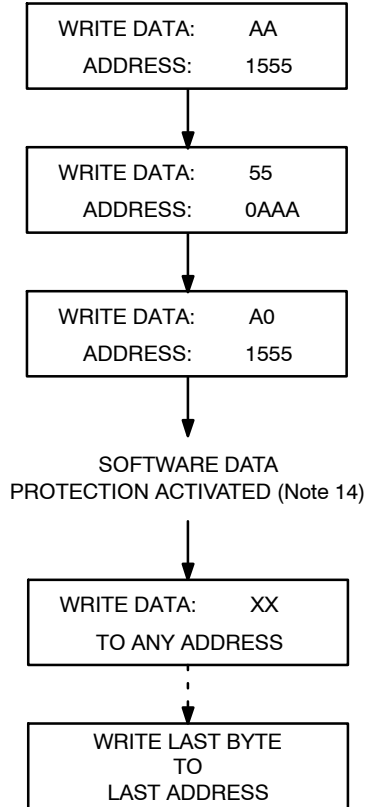 WRITE DATA: AA
ADDRESS: 1555
WRITE DATA: 55
ADDRESS: 0AAA
WRITE DATA: A0
ADDRESS: 1555
SOFTWARE DATA
PROTECTION ACTIVATED (Note 14)
WRITE DATA: XX
TO ANY ADDRESS
WRITE LAST BYTE
TO
LAST ADDRESS